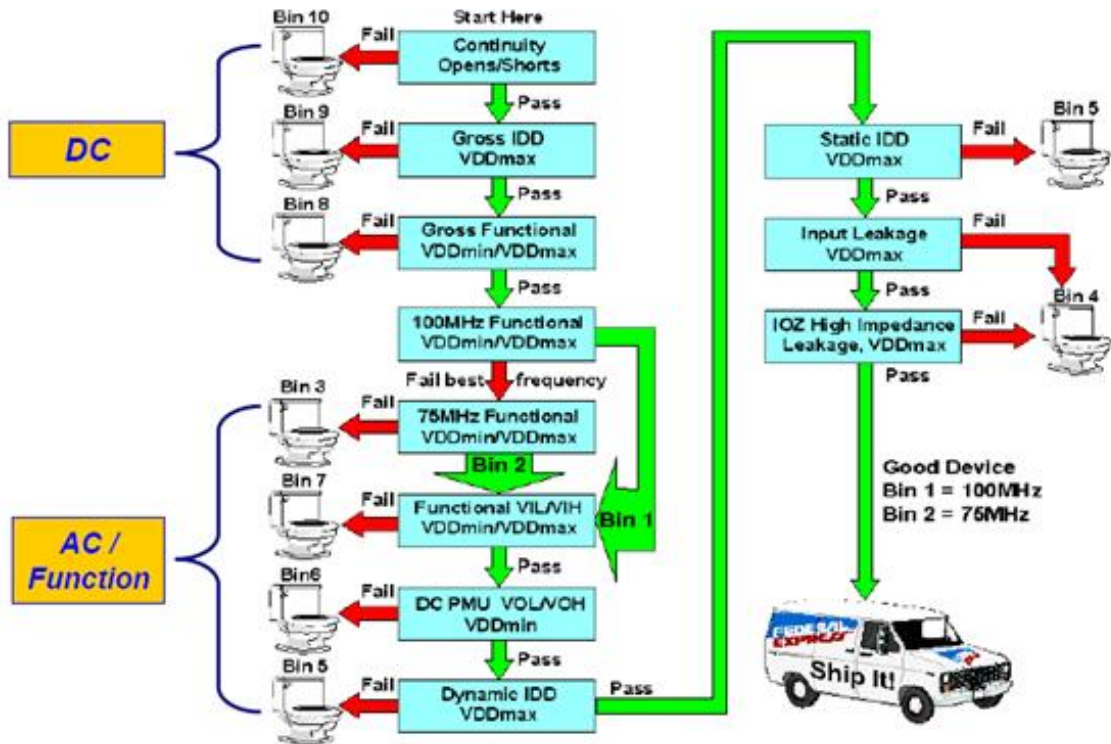 Bin 10
Start Here
Fail
Continuity
Opens/Shorts
Pass
Bin 9
Fail
Gross IDD
VDDmax
Pass
DC
Bin 8
Fail
Gross Functional
VDDmin/VDDmax
Pass
100MHz Functional
VDDmin/VDDmax
Fail best frequency
Bin 3
Fail
75MHz Functional
VDDmin/VDDmax
Bin 2
Bin 7
Fail
Functional VIL/VIH
VDDmin/VDDmax
Bin 1
Pass
AC /
Function
Bin6
Fail
DC PMU VOL/VOH
VDDmin
Pass
Bin 5
Fail
Dynamic IDD
VDDmax
Pass
Static IDD
VDDmax
Fail
Bin 5
Pass
Input Leakage
VDDmax
Fail
Pass
Bin 4
IOZ High Impedance
Leakage, VDDmax
Fail
Pass
Good Device
Bin 1 = 100MHz
Bin 2 = 75MHz
FEDERAL
EXPRESS
Ship It!